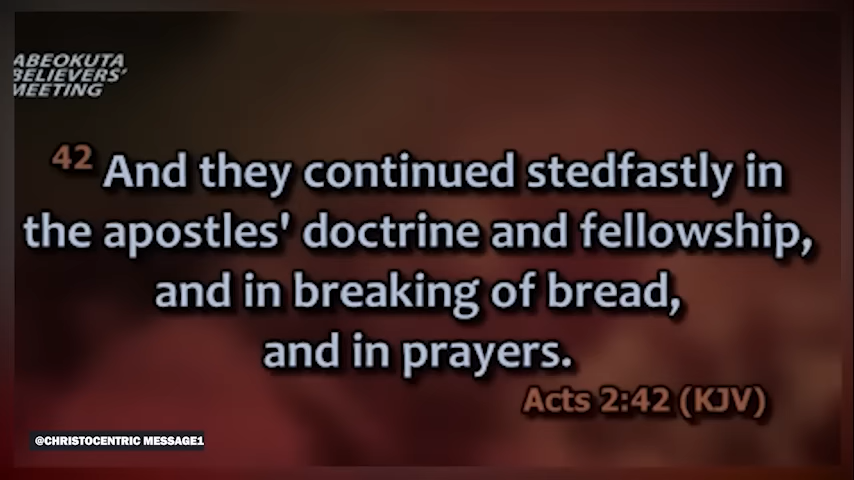 ABEOKUTA
BELIEVERS'
MEETING
42 And they continued stedfastly in
the apostles' doctrine and fellowship,
and in breaking of bread,
and in prayers.
Acts 2:42 (KJV)
@CHRISTOCENTRIC MESSAGE1